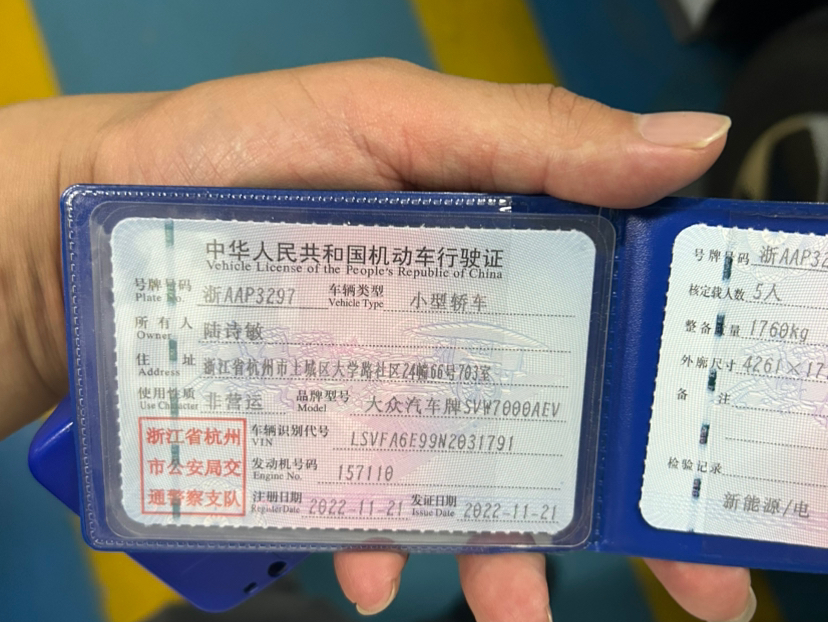 中华人民共和国机动车行驶证
Vehicle License of the People's Republic of China
号牌号码 浙AAP3297 车辆类型 小型轿车
Plate No. Vehicle Type
所有人 陆诗敏
Owner
住址 浙江省杭州市上城区大学路社区24幢66号703室
Address
使用性质 非营运 品牌型号 大众汽车牌SVW7000AEV
Use Character Model
浙江省杭州
市公安局交
通警察支队
车辆识别代号 LSVFA6E99N2031791
VIN
发动机号码 157110
Engine No.
注册日期 2022-11-21 发证日期 2022-11-21
Register Date Issue Date
号牌号码 浙AAP32
核定载人数 5人
整备质量 1760kg
外廓尺寸 4261×17
备注
检验记录
新能源/电